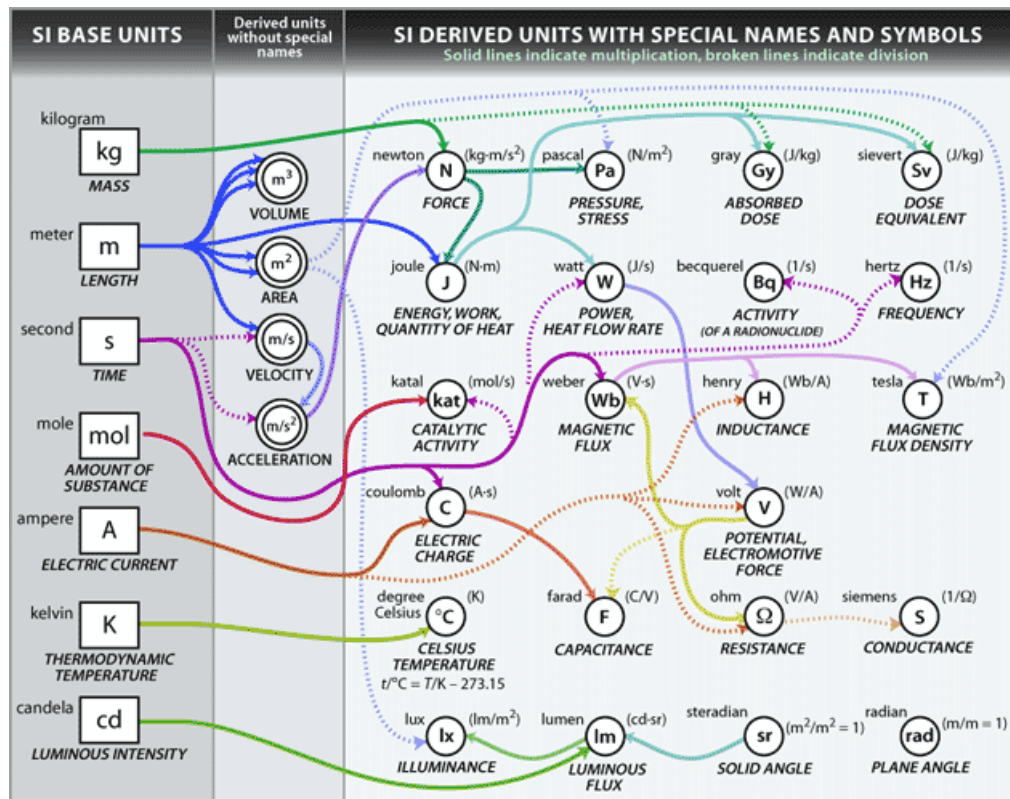 SI BASE UNITS
Derived units
without special
names
SI DERIVED UNITS WITH SPECIAL NAMES AND SYMBOLS
Solid lines indicate multiplication, broken lines indicate division
kilogram
kg
MASS
meter
m
LENGTH
second
s
TIME
mole
mol
AMOUNT OF
SUBSTANCE
ampere
A
ELECTRIC CURRENT
kelvin
K
THERMODYNAMIC
TEMPERATURE
candela
cd
LUMINOUS INTENSITY
m³
VOLUME
m²
AREA
m/s
VELOCITY
m/s²
ACCELERATION
newton
N
(kg·m/s²)
FORCE
pascal
Pa
(N/m²)
PRESSURE,
STRESS
gray
Gy
(J/kg)
ABSORBED
DOSE
sievert
Sv
(J/kg)
DOSE
EQUIVALENT
joule
J
(N·m)
ENERGY, WORK,
QUANTITY OF HEAT
watt
W
(J/s)
POWER,
HEAT FLOW RATE
becquerel
Bq
(1/s)
ACTIVITY
(OF A RADIONUCLIDE)
hertz
Hz
(1/s)
FREQUENCY
katal
kat
(mol/s)
CATALYTIC
ACTIVITY
weber
Wb
(V·s)
MAGNETIC
FLUX
henry
H
(Wb/A)
INDUCTANCE
tesla
T
(Wb/m²)
MAGNETIC
FLUX DENSITY
coulomb
C
(A·s)
ELECTRIC
CHARGE
volt
V
(W/A)
POTENTIAL,
ELECTROMOTIVE
FORCE
degree
Celsius
°C
(K)
CELSIUS
TEMPERATURE
t/°C = T/K – 273.15
farad
F
(C/V)
CAPACITANCE
ohm
Ω
(V/A)
RESISTANCE
siemens
S
(1/Ω)
CONDUCTANCE
lux
lx
(lm/m²)
ILLUMINANCE
lumen
lm
(cd·sr)
LUMINOUS
FLUX
steradian
sr
(m²/m² = 1)
SOLID ANGLE
radian
rad
(m/m = 1)
PLANE ANGLE